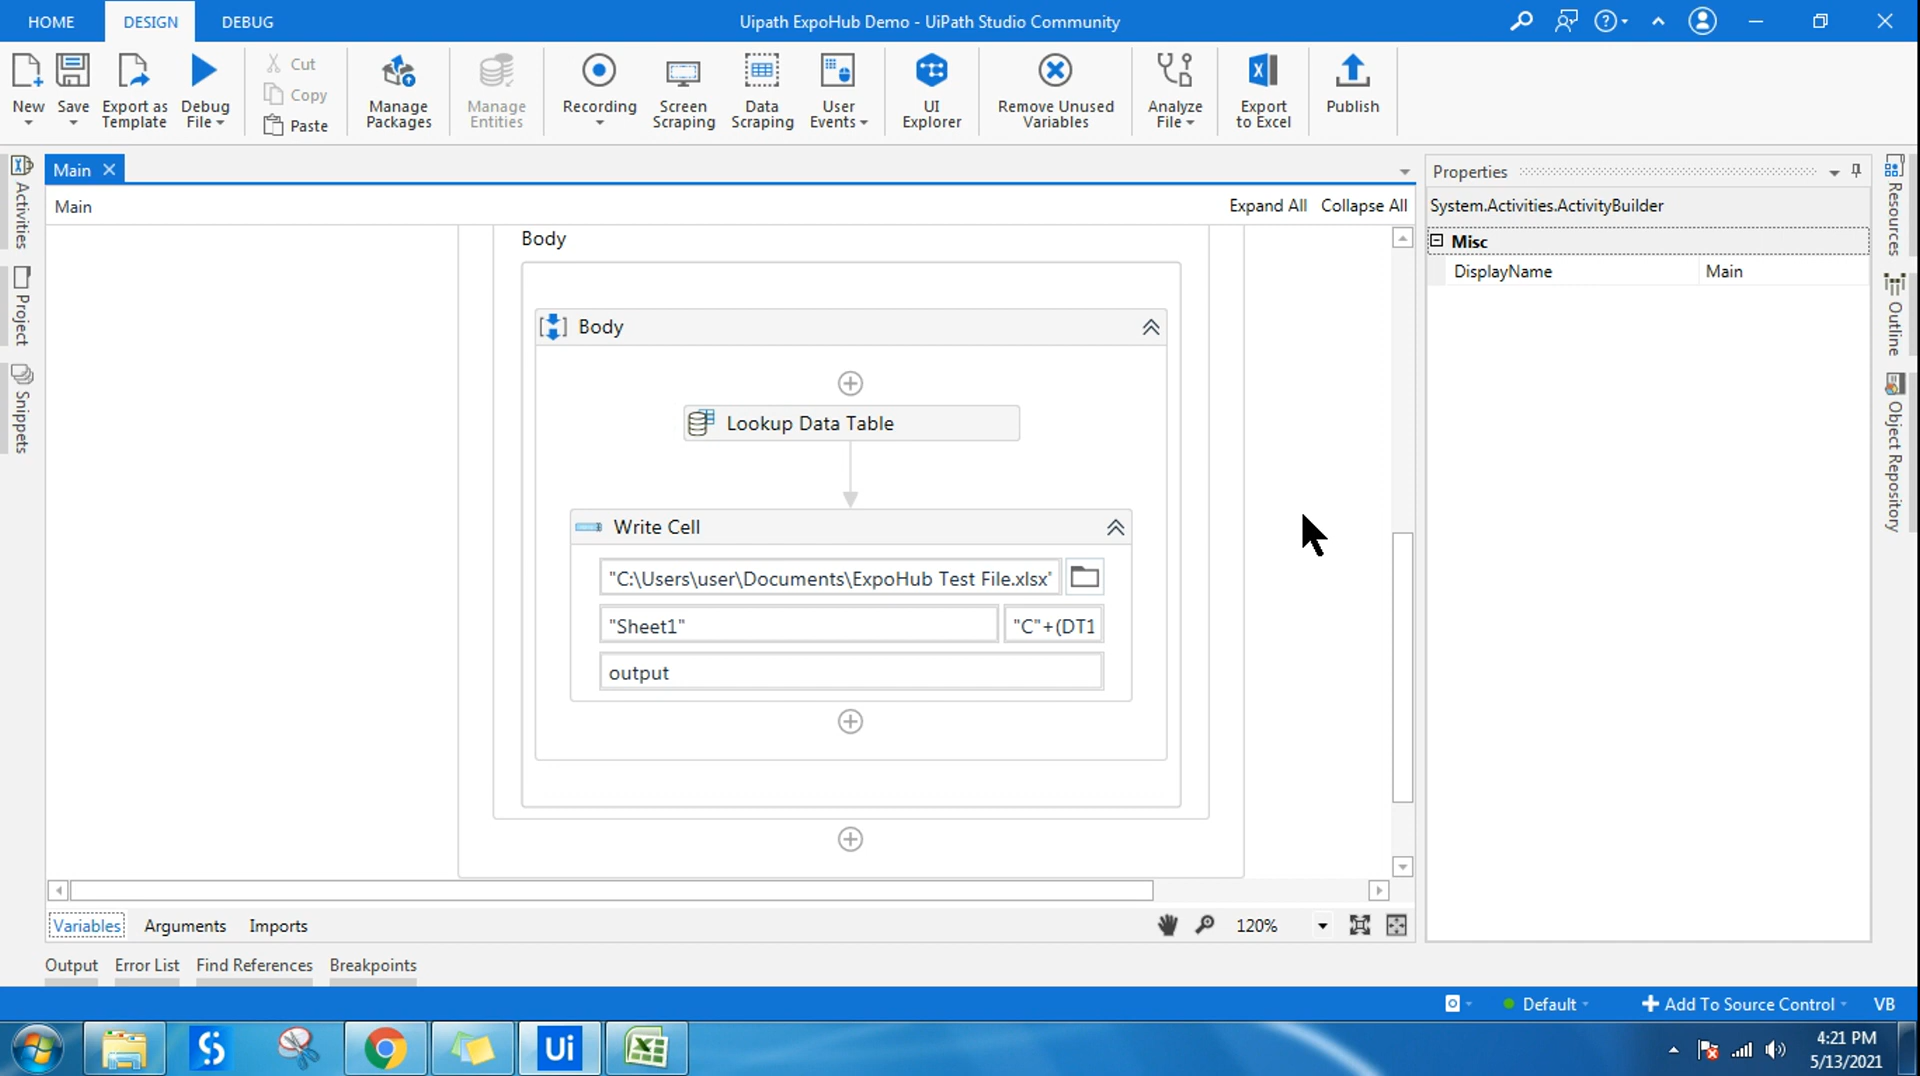 HOME DESIGN DEBUG Uipath ExpoHub Demo - UiPath Studio Community
New Save Export as Template Debug File Cut Copy Paste Manage Packages Manage Entities Recording Screen Scraping Data Scraping User Events UI Explorer Remove Unused Variables Analyze File Export to Excel Publish
Main
Main Expand All Collapse All
Activities
Project
Snippets
Body
Body
Lookup Data Table
Write Cell
"C:\Users\user\Documents\ExpoHub Test File.xlsx"
"Sheet1" "C"+(DT1
output
Properties
System.Activities.ActivityBuilder
Misc
DisplayName Main
Resources
Outline
Object Repository
Variables Arguments Imports 120%
Output Error List Find References Breakpoints
Default Add To Source Control VB
Ui
4:21 PM
5/13/2021